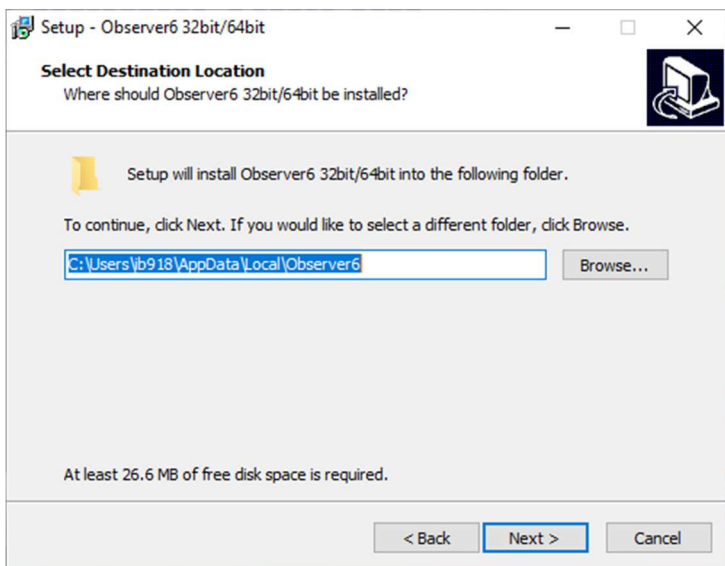 Setup - Observer6 32bit/64bit
Select Destination Location
Where should Observer6 32bit/64bit be installed?
Setup will install Observer6 32bit/64bit into the following folder.
To continue, click Next. If you would like to select a different folder, click Browse.
C:\Users\jb918\AppData\Local\Observer6
Browse...
At least 26.6 MB of free disk space is required.
< Back
Next >
Cancel